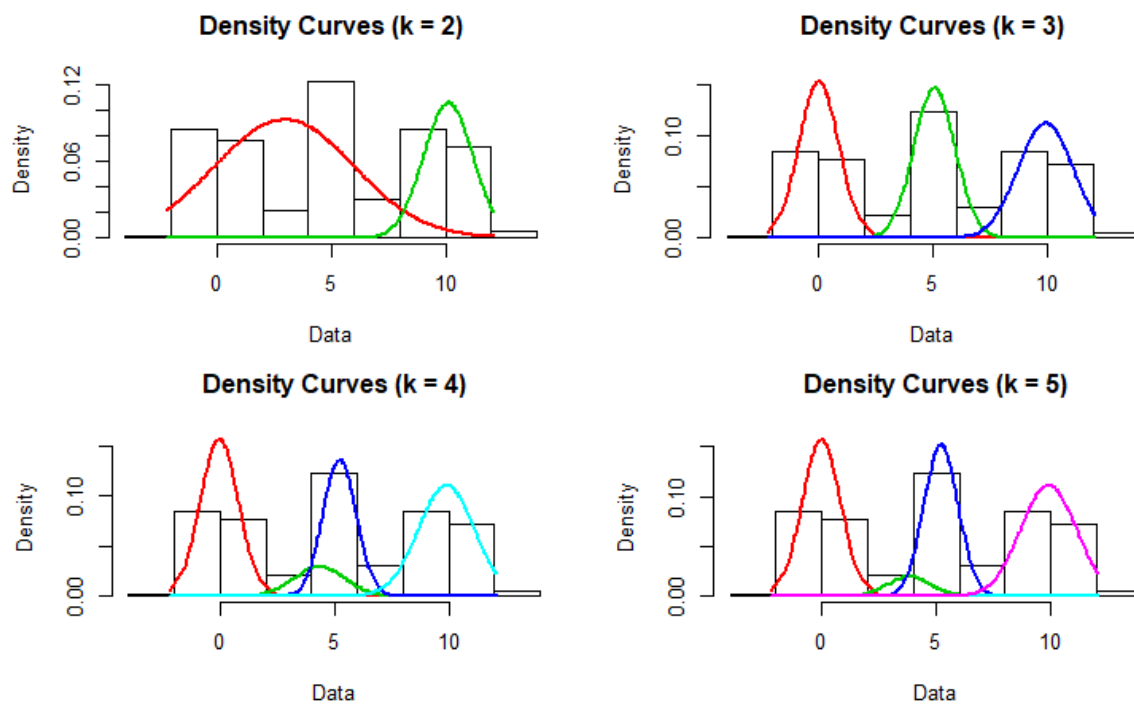 Density Curves (k = 2)
Density
0.00 0.06 0.12
0 5 10
Data
Density Curves (k = 3)
Density
0.00 0.10
0 5 10
Data
Density Curves (k = 4)
Density
0.00 0.10
0 5 10
Data
Density Curves (k = 5)
Density
0.00 0.10
0 5 10
Data